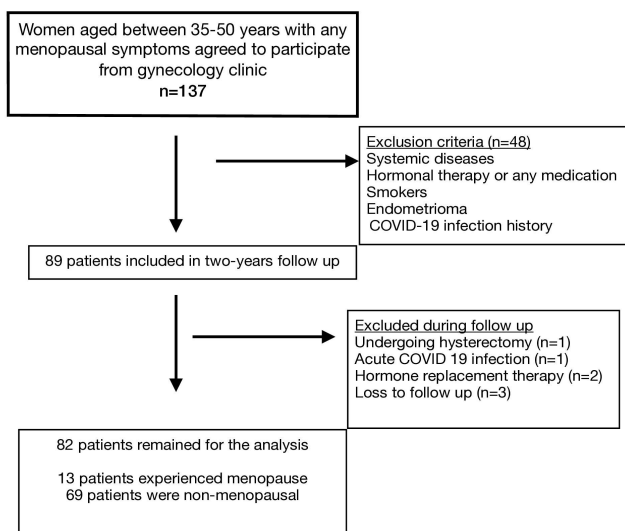 Women aged between 35-50 years with any
menopausal symptoms agreed to participate
from gynecology clinic
n=137
Exclusion criteria (n=48)
Systemic diseases
Hormonal therapy or any medication
Smokers
Endometrioma
COVID-19 infection history
89 patients included in two-years follow up
Excluded during follow up
Undergoing hysterectomy (n=1)
Acute COVID 19 infection (n=1)
Hormone replacement therapy (n=2)
Loss to follow up (n=3)
82 patients remained for the analysis
13 patients experienced menopause
69 patients were non-menopausal